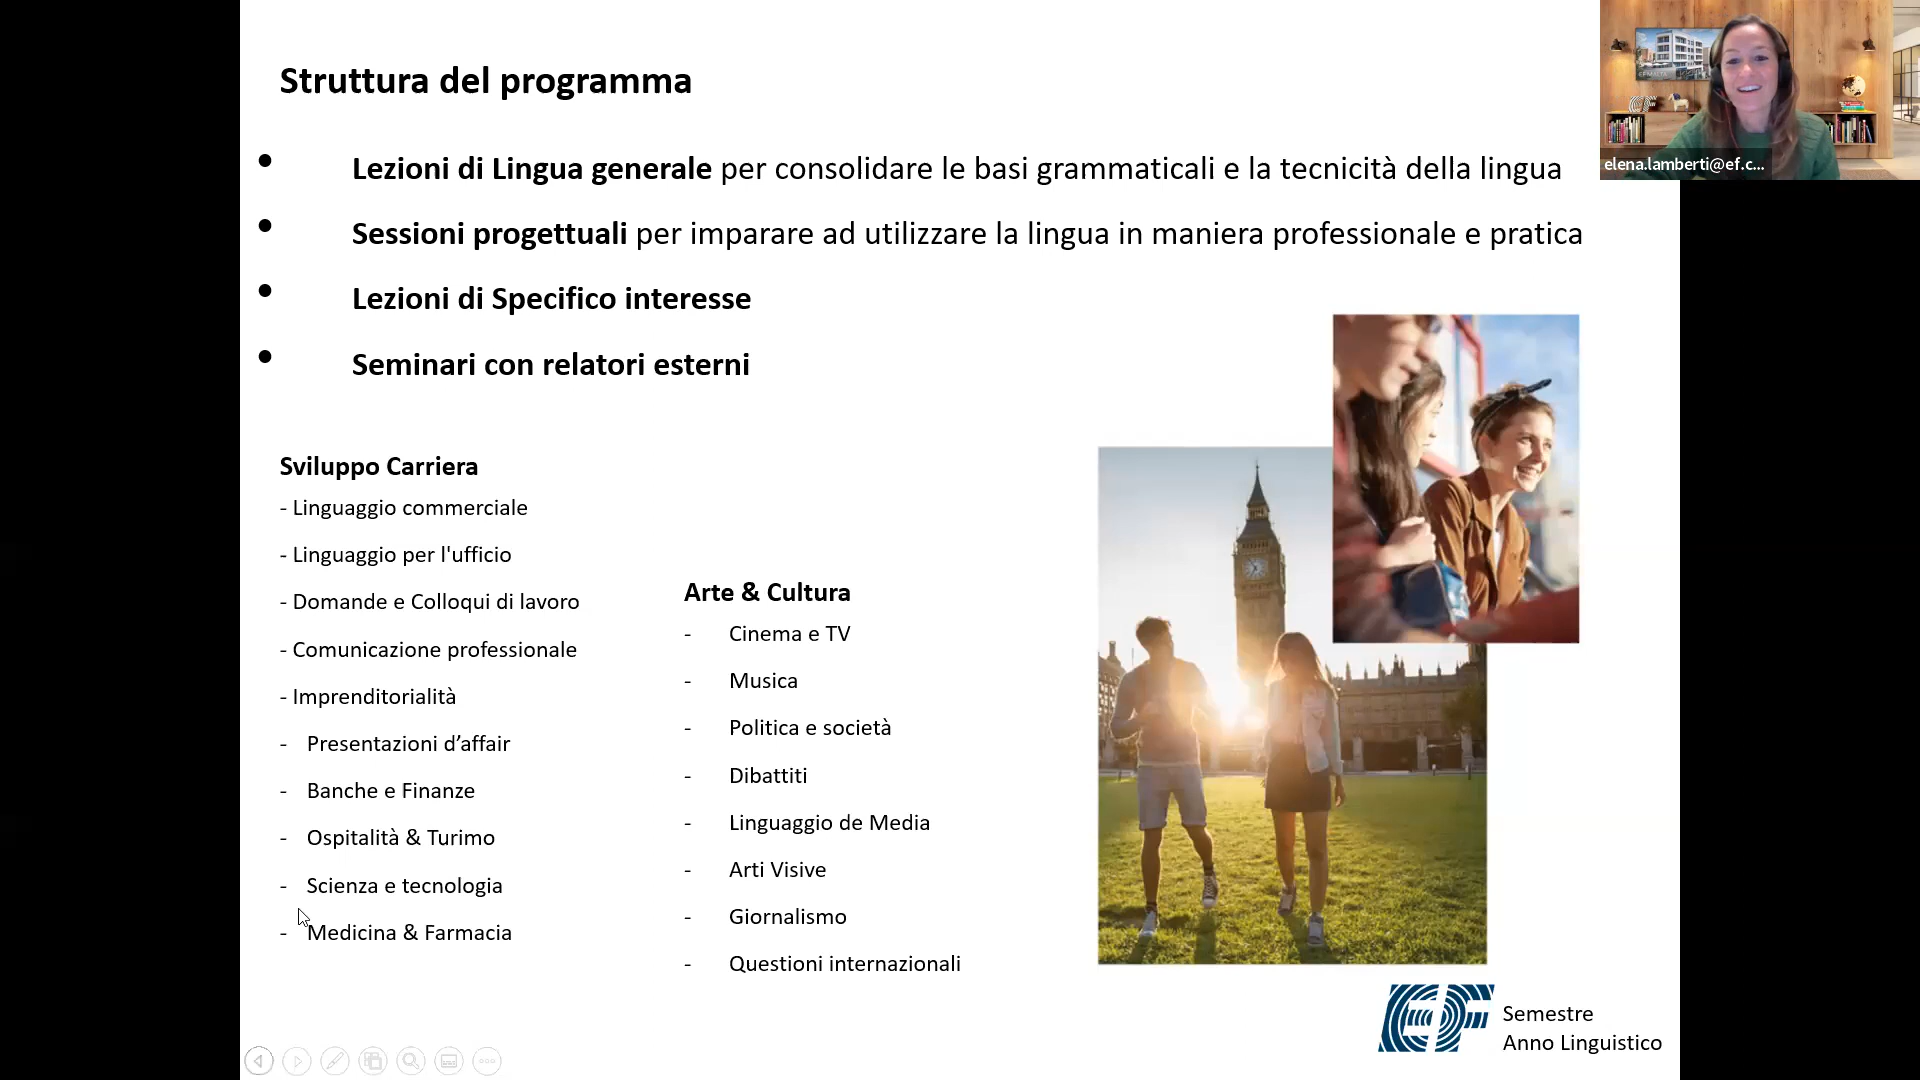 Struttura del programma
• Lezioni di Lingua generale per consolidare le basi grammaticali e la tecnicità della lingua
• Sessioni progettuali per imparare ad utilizzare la lingua in maniera professionale e pratica
• Lezioni di Specifico interesse
• Seminari con relatori esterni
Sviluppo Carriera
- Linguaggio commerciale
- Linguaggio per l'ufficio
- Domande e Colloqui di lavoro
- Comunicazione professionale
- Imprenditorialità
- Presentazioni d’affair
- Banche e Finanze
- Ospitalità & Turimo
- Scienza e tecnologia
- Medicina & Farmacia
Arte & Cultura
- Cinema e TV
- Musica
- Politica e società
- Dibattiti
- Linguaggio de Media
- Arti Visive
- Giornalismo
- Questioni internazionali
elena.lamberti@ef.c...
EF
Semestre
Anno Linguistico